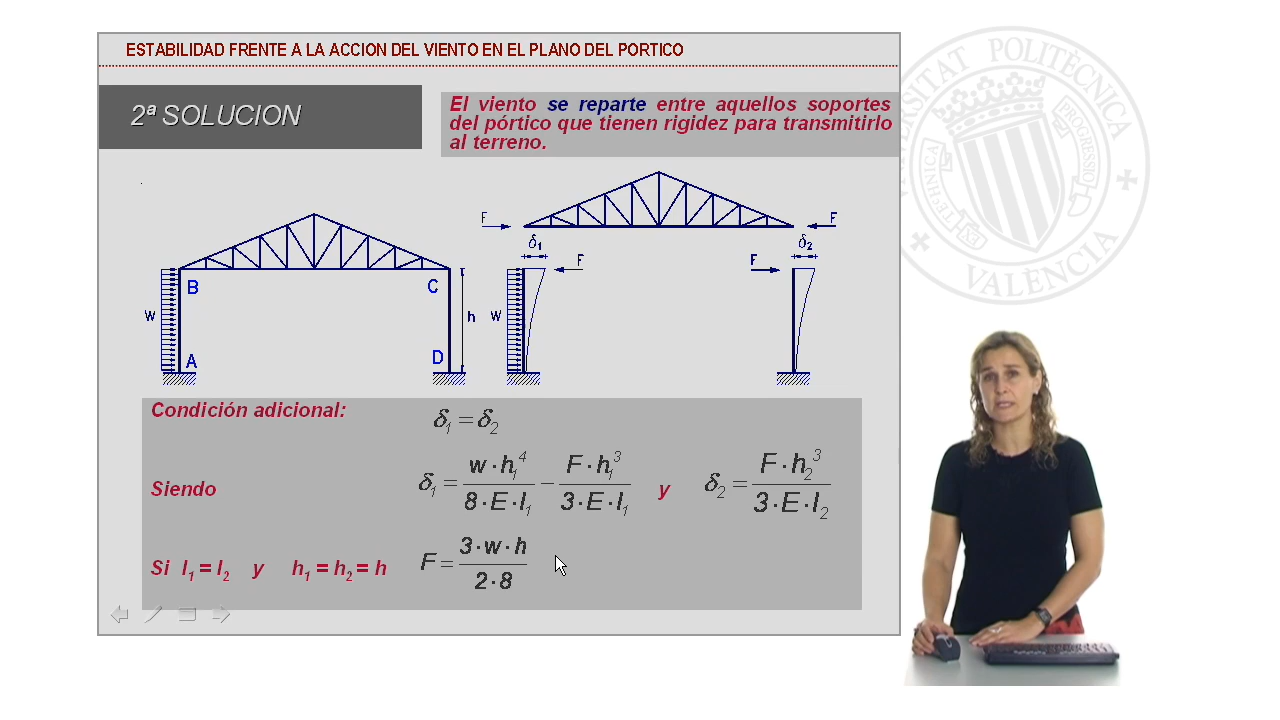 ESTABILIDAD FRENTE A LA ACCION DEL VIENTO EN EL PLANO DEL PORTICO
2ª SOLUCION
El viento se reparte entre aquellos soportes
del pórtico que tienen rigidez para transmitirlo
al terreno.
F F
δ₁ δ₂
F F
B C
W h W
A D
Condición adicional: δ₁ = δ₂
Siendo δ₁ = w·h₁⁴ / 8·E·I₁ − F·h₁³ / 3·E·I₁ y δ₂ = F·h₂³ / 3·E·I₂
Si I₁ = I₂ y h₁ = h₂ = h F = 3·w·h / 2·8
UNIVERSITAT POLITÈCNICA
VALÈNCIA
TECHNICA
PROGRESSIO
EX